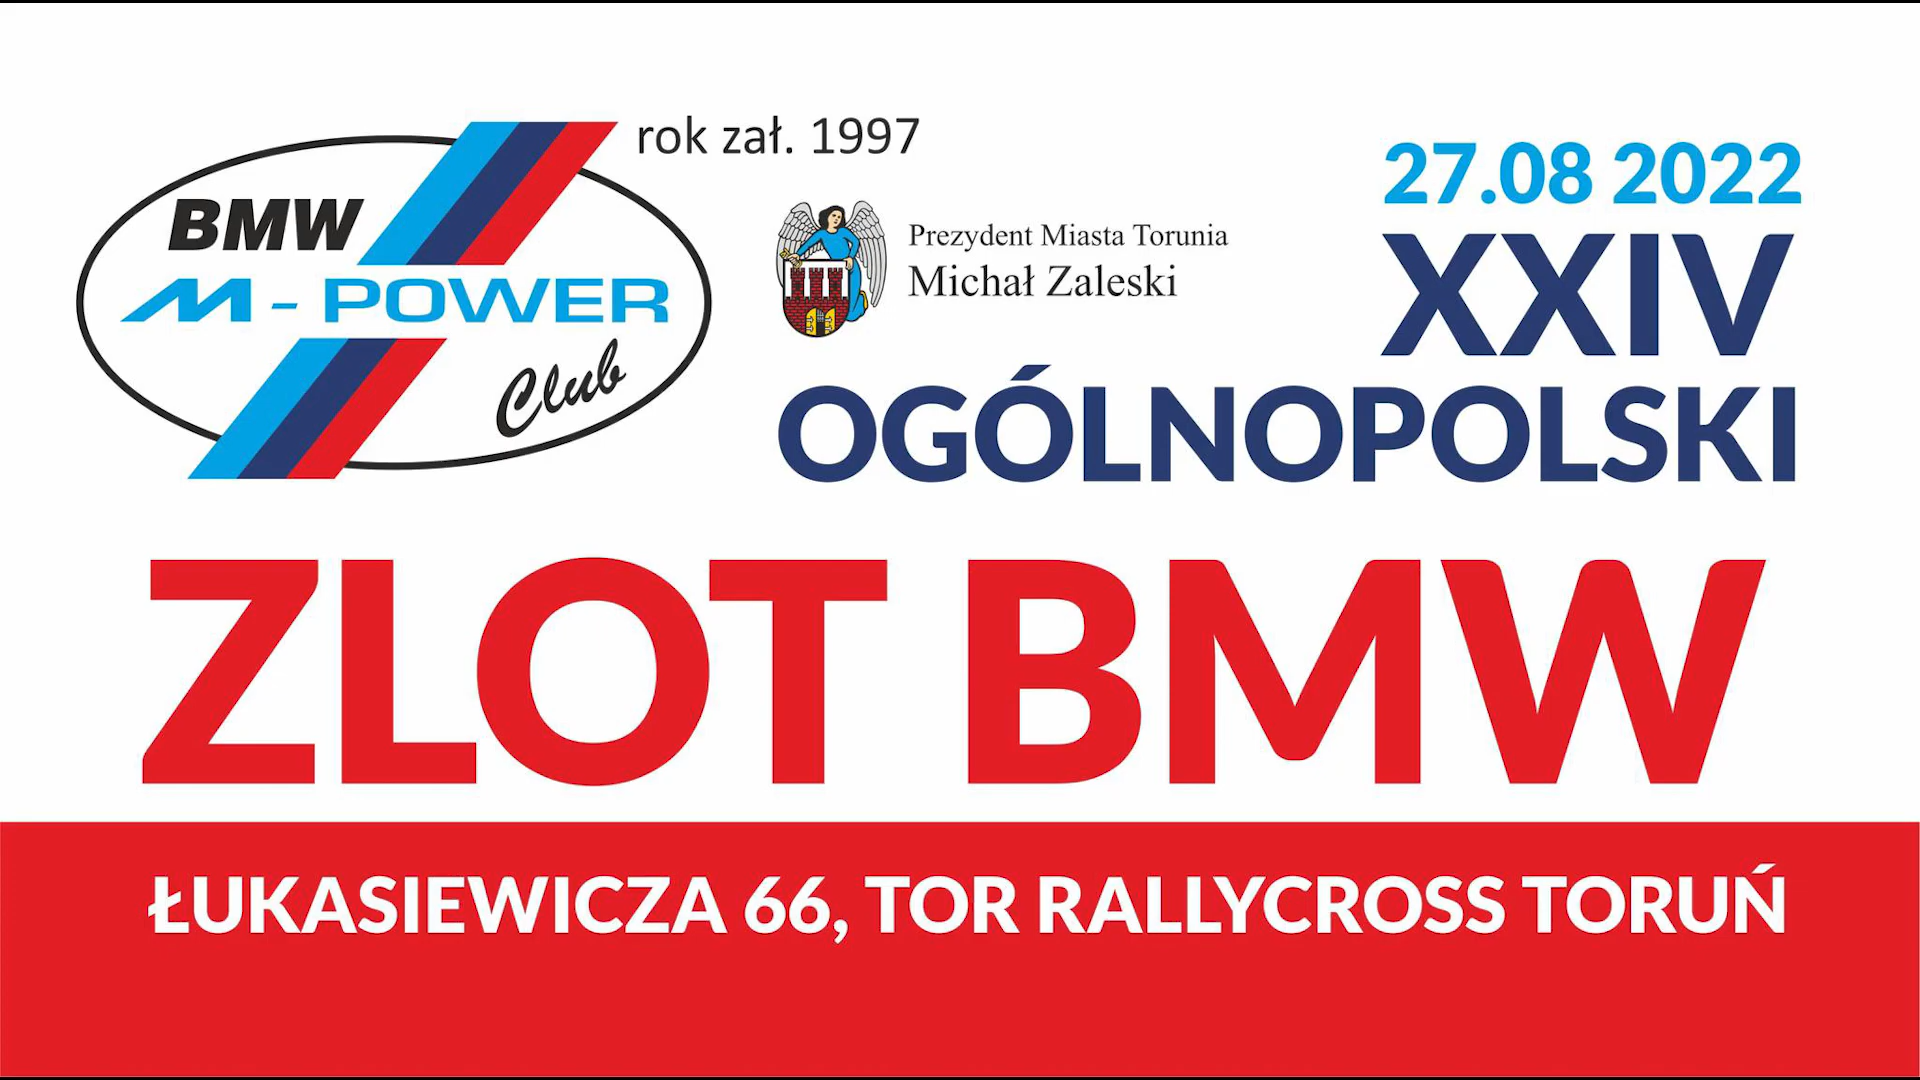 rok zał. 1997
BMW
M - POWER
Club
Prezydent Miasta Torunia
Michał Zaleski
27.08 2022
XXIV
OGÓLNOPOLSKI
ZLOT BMW
ŁUKASIEWICZA 66, TOR RALLYCROSS TORUŃ